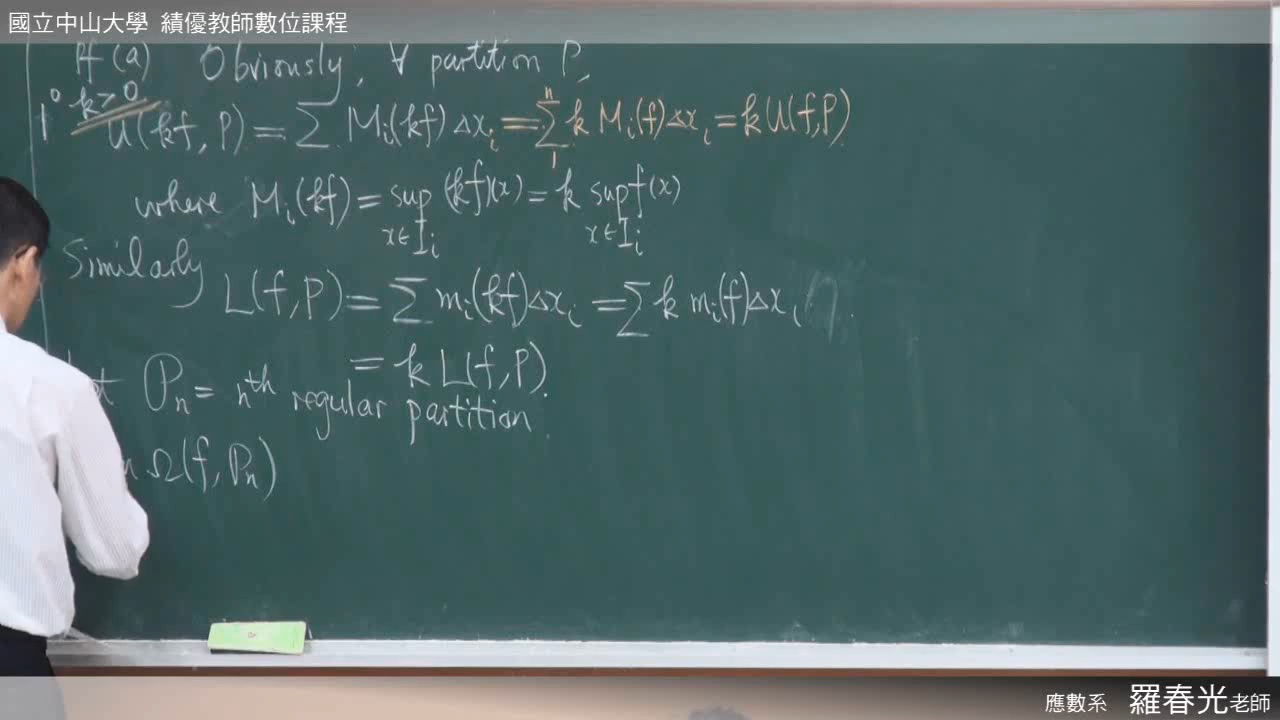 國立中山大學 績優教師數位課程
Pf (a) Obviously, ∀ partition P,
1° k>0
U(kf, P) = ∑ Mᵢ(kf) Δxᵢ = ∑₁ⁿ k Mᵢ(f) Δxᵢ = k U(f,P)
where Mᵢ(kf) = sup (kf)(x) = k sup f(x)
x∈Iᵢ x∈Iᵢ
Similarly
L(f,P) = ∑ mᵢ(kf) Δxᵢ = ∑ k mᵢ(f) Δxᵢ
= k L(f,P).
Pₙ = nᵗʰ regular partition.
Ω(f, Pₙ)
應數系 羅春光老師